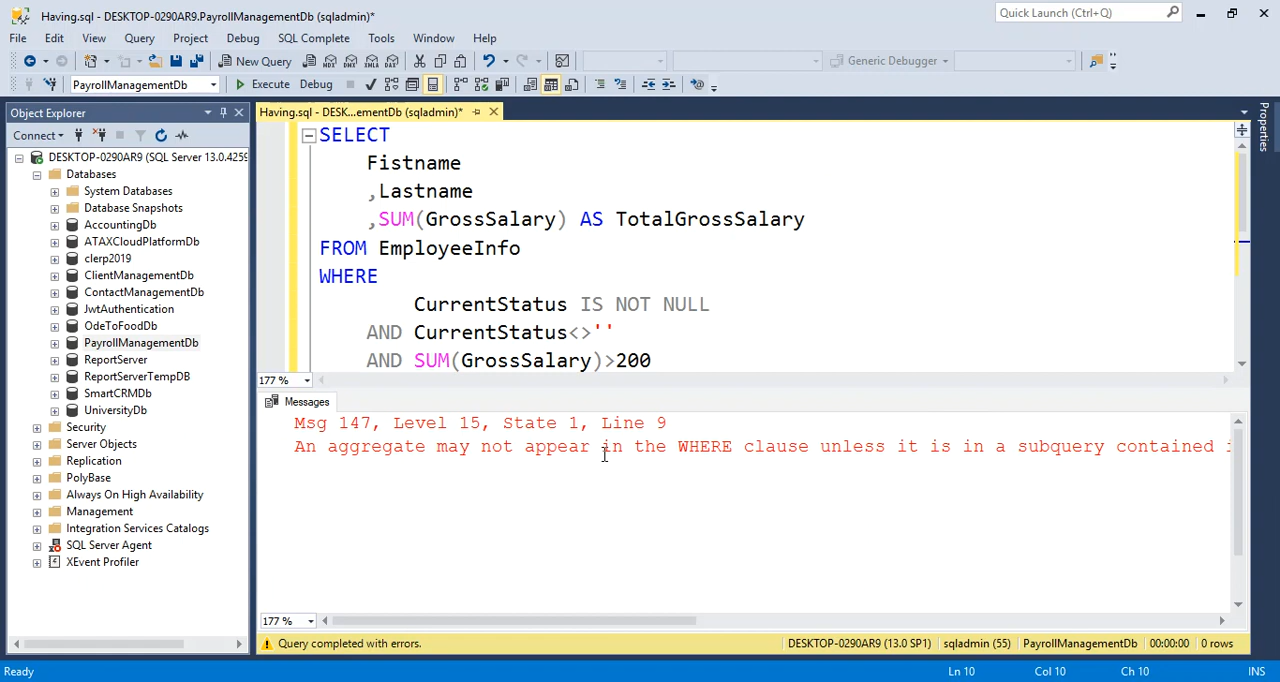 Having.sql - DESKTOP-0290AR9.PayrollManagementDb (sqladmin)*
Quick Launch (Ctrl+Q)
File Edit View Query Project Debug SQL Complete Tools Window Help
New Query
Generic Debugger
PayrollManagementDb
Execute Debug
Object Explorer
Having.sql - DESK...ementDb (sqladmin)*
Properties
Connect
DESKTOP-0290AR9 (SQL Server 13.0.4259
Databases
System Databases
Database Snapshots
AccountingDb
ATAXCloudPlatformDb
clerp2019
ClientManagementDb
ContactManagementDb
JwtAuthentication
OdeToFoodDb
PayrollManagementDb
ReportServer
ReportServerTempDB
SmartCRMDb
UniversityDb
Security
Server Objects
Replication
PolyBase
Always On High Availability
Management
Integration Services Catalogs
SQL Server Agent
XEvent Profiler
SELECT
Fistname
,Lastname
,SUM(GrossSalary) AS TotalGrossSalary
FROM EmployeeInfo
WHERE
CurrentStatus IS NOT NULL
AND CurrentStatus<>''
AND SUM(GrossSalary)>200
177 %
Messages
Msg 147, Level 15, State 1, Line 9
An aggregate may not appear in the WHERE clause unless it is in a subquery contained
177 %
Query completed with errors.
DESKTOP-0290AR9 (13.0 SP1) sqladmin (55) PayrollManagementDb 00:00:00 0 rows
Ready
Ln 10 Col 10 Ch 10 INS